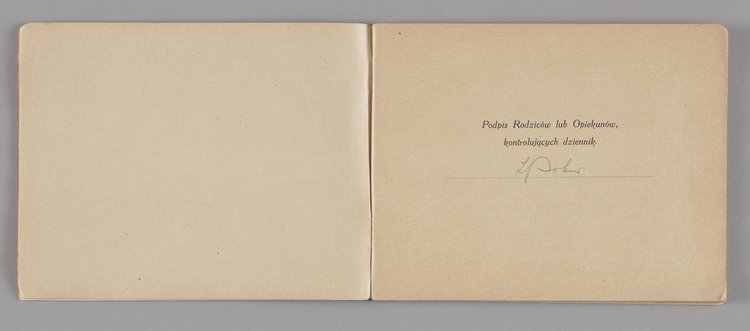 Podpis Rodziców lub Opiekunów,
kontrolujących dziennik.